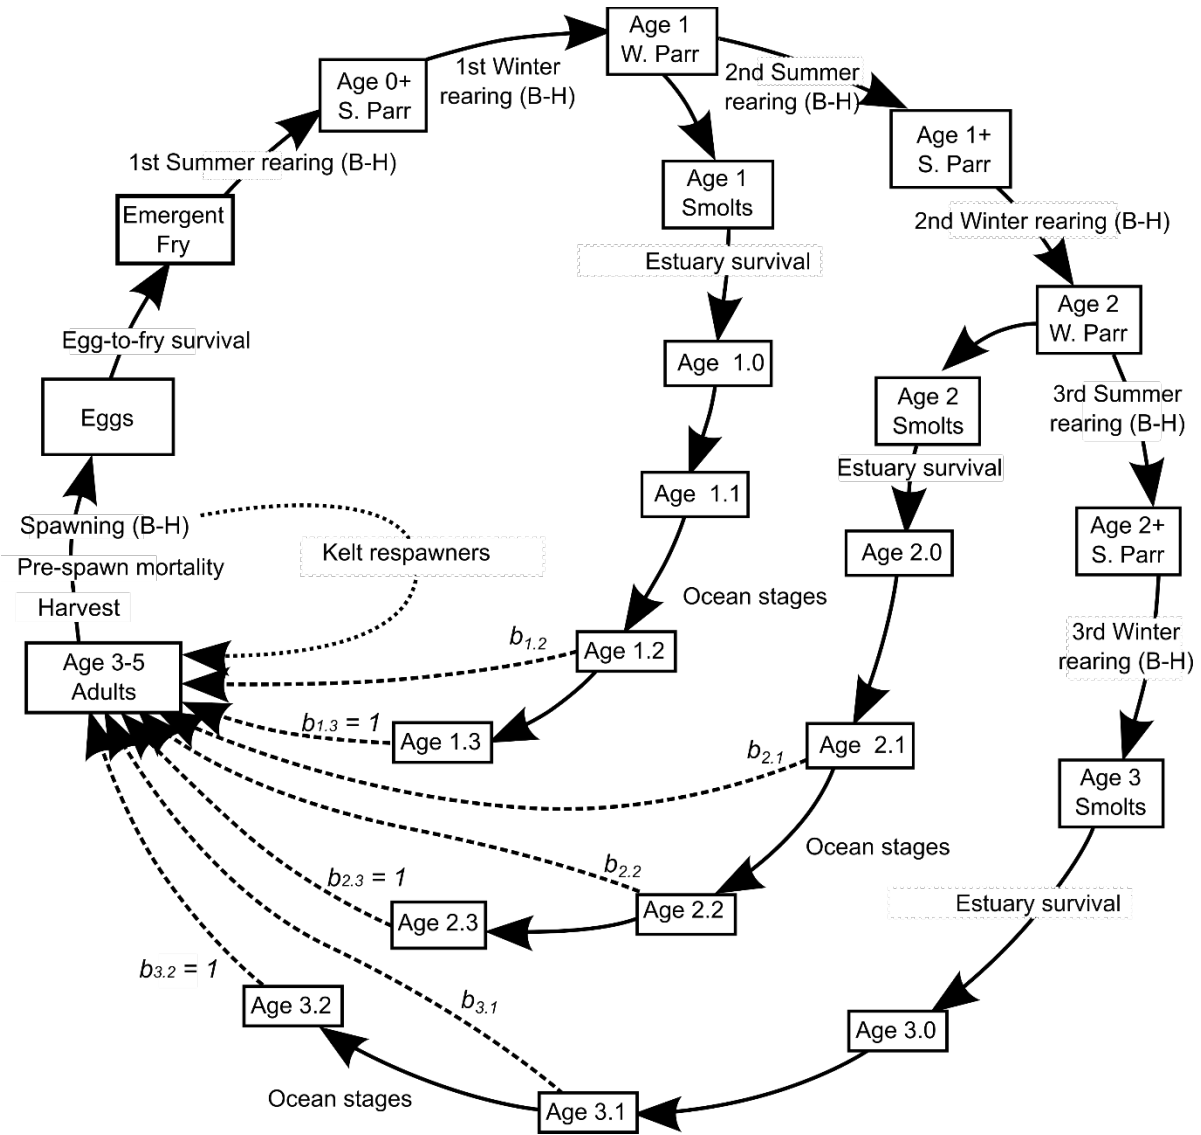 Age 1
W. Parr
Age 0+
S. Parr
1st Winter
rearing (B-H)
2nd Summer
rearing (B-H)
Age 1+
S. Parr
1st Summer rearing (B-H)
Age 1
Smolts
Emergent
Fry
2nd Winter rearing (B-H)
Estuary survival
Age 2
W. Parr
Egg-to-fry survival
Age 1.0
Age 2
Smolts
3rd Summer
rearing (B-H)
Eggs
Estuary survival
Age 1.1
Spawning (B-H)
Age 2+
S. Parr
Kelt respawners
Age 2.0
Pre-spawn mortality
Harvest
Ocean stages
b1.2
Age 1.2
3rd Winter
rearing (B-H)
Age 3-5
Adults
b1.3 = 1
Age 1.3
b2.1
Age 2.1
Age 3
Smolts
Ocean stages
b2.2
b2.3 = 1
Age 2.2
Age 2.3
Estuary survival
b3.2 = 1
b3.1
Age 3.2
Age 3.0
Ocean stages
Age 3.1